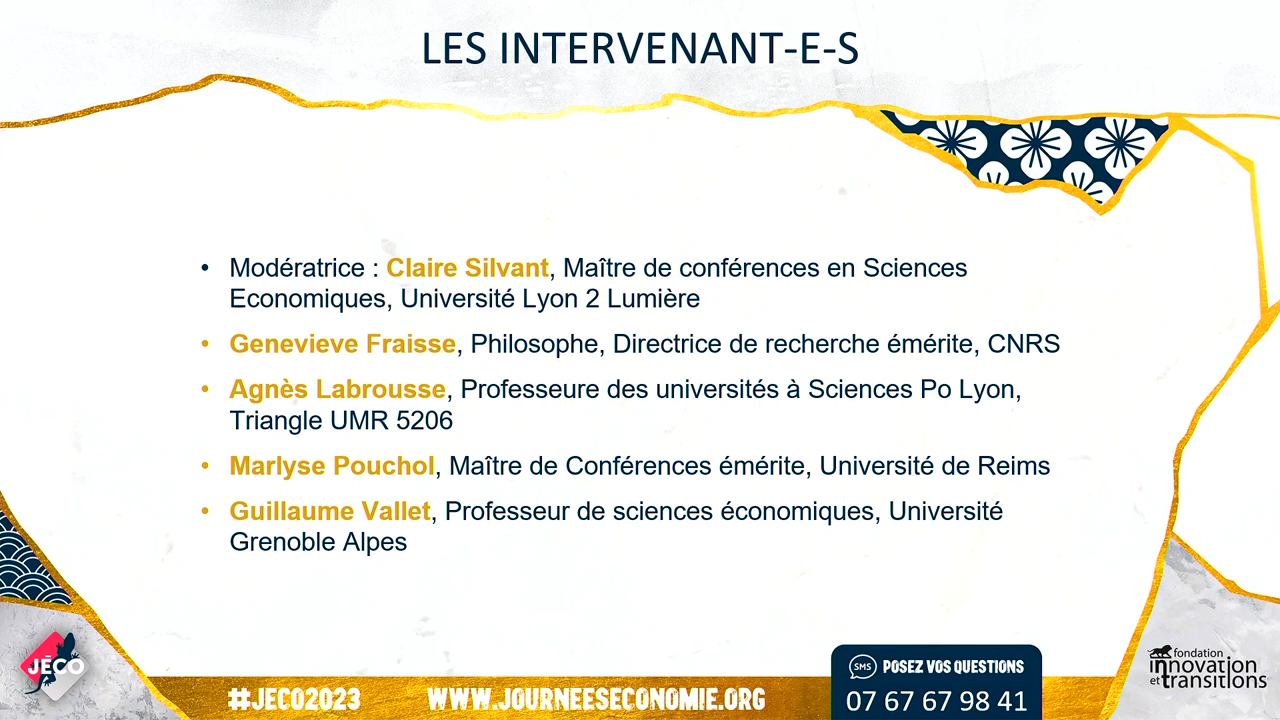 LES INTERVENANT-E-S
• Modératrice : Claire Silvant, Maître de conférences en Sciences
Economiques, Université Lyon 2 Lumière
• Genevieve Fraisse, Philosophe, Directrice de recherche émérite, CNRS
• Agnès Labrousse, Professeure des universités à Sciences Po Lyon,
Triangle UMR 5206
• Marlyse Pouchol, Maître de Conférences émérite, Université de Reims
• Guillaume Vallet, Professeur de sciences économiques, Université
Grenoble Alpes
JÉCO
#JECO2023
WWW.JOURNEESECONOMIE.ORG
SMS
POSEZ VOS QUESTIONS
07 67 67 98 41
fondation
innovation
et transitions